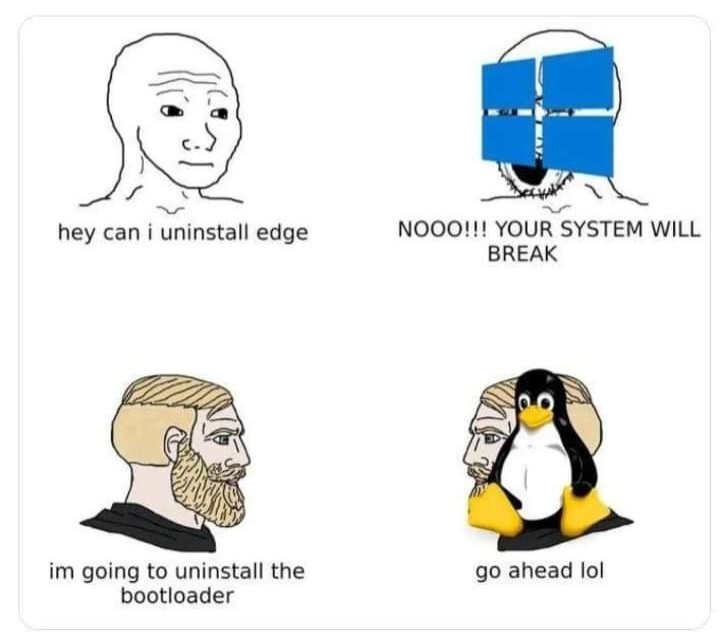 hey can i uninstall edge
NOOO!!! YOUR SYSTEM WILL
BREAK
im going to uninstall the
bootloader
go ahead lol